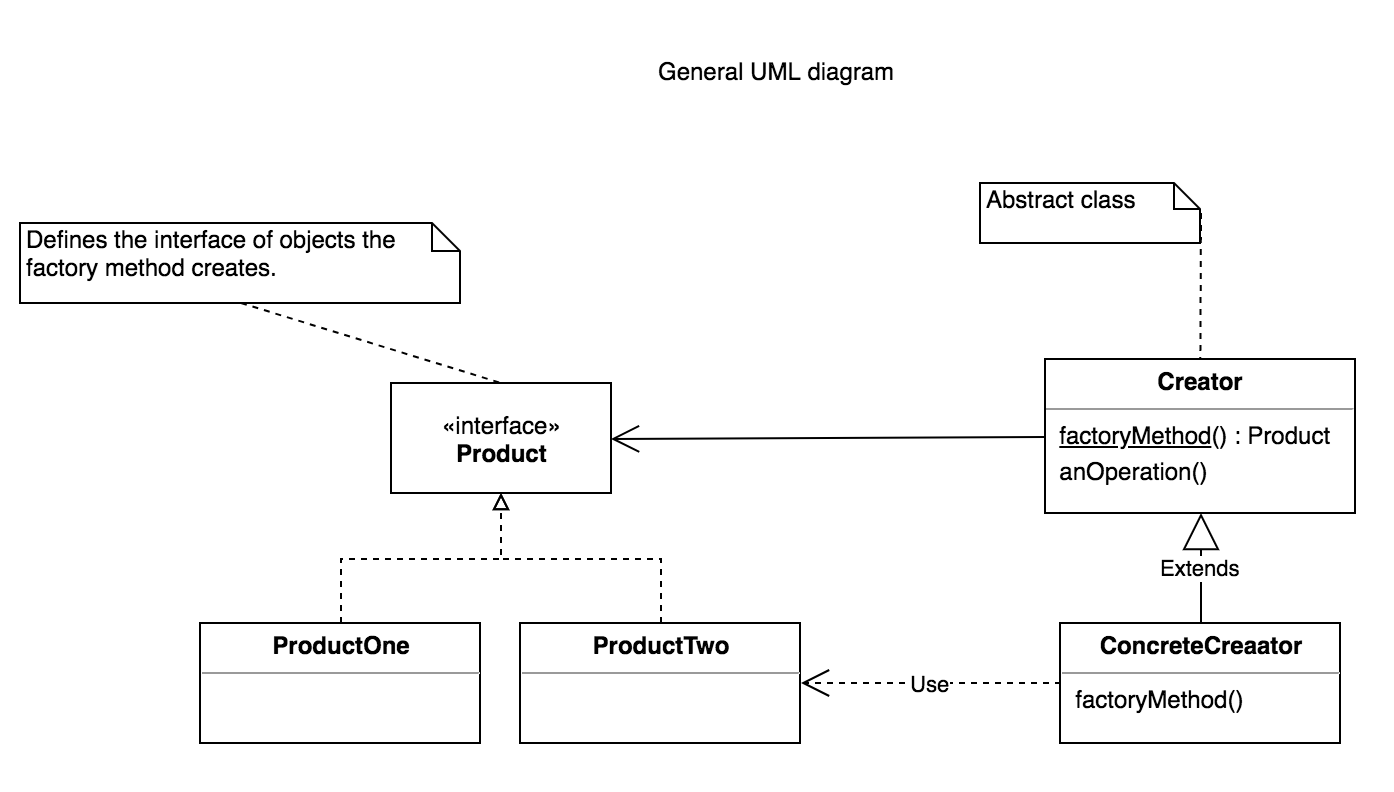 General UML diagram
Abstract class
Defines the interface of objects the
factory method creates.
«interface»
Product
Creator
factoryMethod() : Product
anOperation()
Extends
ProductOne
ProductTwo
Use
ConcreteCreaator
factoryMethod()